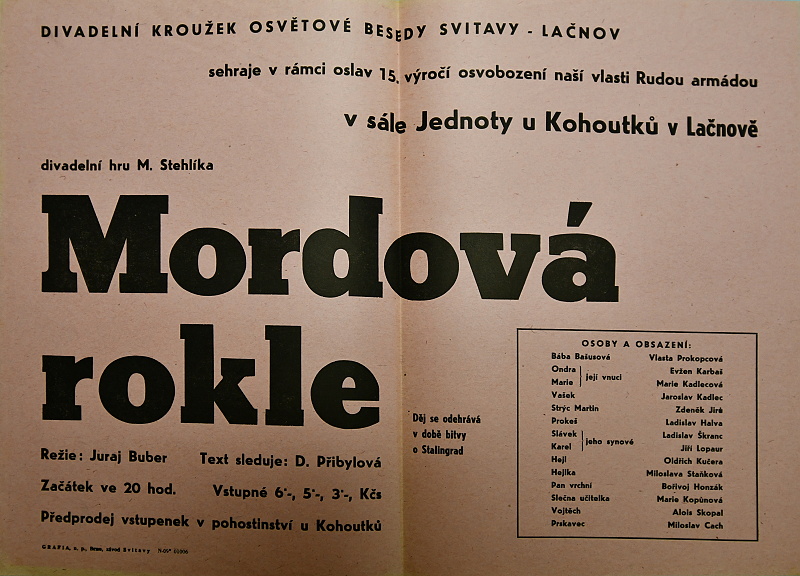 DIVADELNÍ KROUŽEK OSVĚTOVÉ BESEDY SVITAVY - LAČNOV
sehraje v rámci oslav 15. výročí osvobození naší vlasti Rudou armádou
v sále Jednoty u Kohoutků v Lačnově
divadelní hru M. Stehlíka
Mordová
rokle
Režie: Juraj Buber Text sleduje: D. Přibylová
Začátek ve 20 hod. Vstupné 6·-, 5·-, 3·-, Kčs
Předprodej vstupenek v pohostinství u Kohoutků
Děj se odehrává
v době bitvy
o Stalingrad
OSOBY A OBSAZENÍ:
Bába Bašusová Vlasta Prokopcová
Ondra Evžen Karbaš
její vnuci
Marie Marie Kadlecová
Vašek Jaroslav Kadlec
Strýc Martin Zdeněk Jirů
Prokeš Ladislav Halva
Slávek Ladislav Škranc
jeho synové
Karel Jiří Lopaur
Hejl Oldřich Kučera
Hejlka Miloslava Staňková
Pan vrchní Bořivoj Honzák
Slečna učitelka Marie Kopůnová
Vojtěch Alois Skopal
Prskavec Miloslav Cach
GRAFIA, n. p., Brno, závod Svitavy